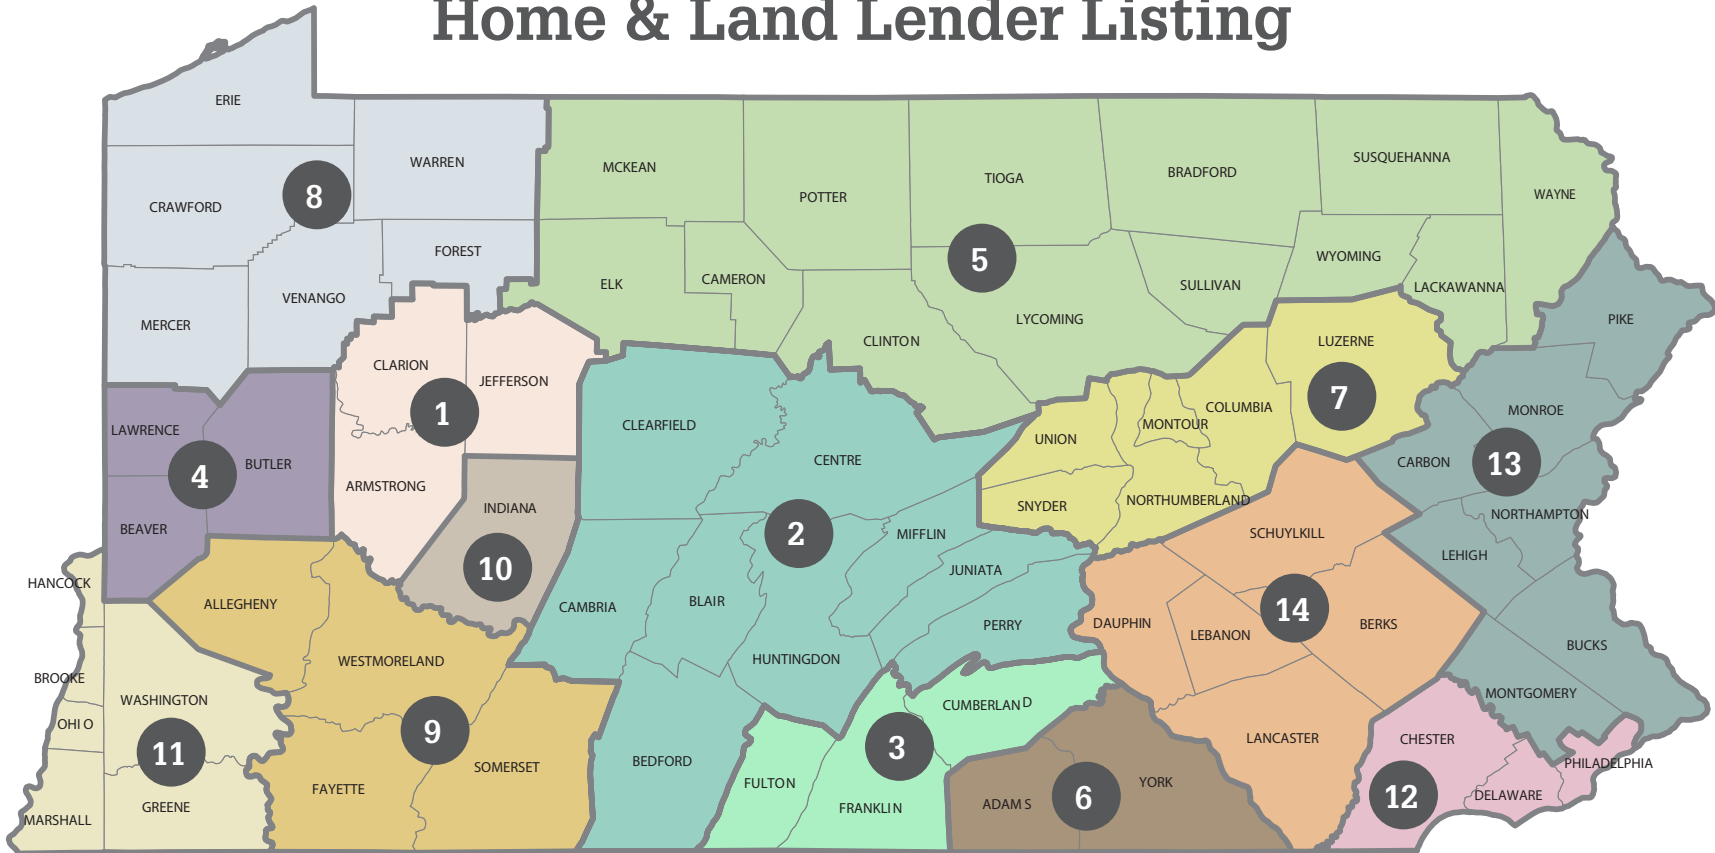 Home & Land Lender Listing
ERIE
WARREN
MCKEAN
POTTER
TIOGA
BRADFORD
SUSQUEHANNA
WAYNE
CRAWFORD
8
FOREST
ELK
CAMERON
5
SULLIVAN
WYOMING
LACKAWANNA
MERCER
VENANGO
CLINTON
LYCOMING
LUZERNE
PIKE
CLARION
JEFFERSON
1
7
LAWRENCE
BUTLER
4
CLEARFIELD
CENTRE
UNION
MONTOUR
COLUMBIA
MONROE
CARBON
13
ARMSTRONG
INDIANA
10
BEAVER
2
MIFFLIN
SNYDER
NORTHUMBERLAND
SCHUYLKILL
NORTHAMPTON
LEHIGH
HANCOCK
ALLEGHENY
CAMBRIA
BLAIR
JUNIATA
PERRY
DAUPHIN
LEBANON
14
BERKS
BUCKS
WESTMORELAND
HUNTINGDON
BROOKE
WASHINGTON
OHI O
11
9
CUMBERLAN D
3
MONTGOMERY
LANCASTER
CHESTER
PHILADELPHIA
FAYETTE
SOMERSET
BEDFORD
FULTON
FRANKLIN
ADAM S
6
YORK
12
DELAWARE
GREENE
MARSHALL